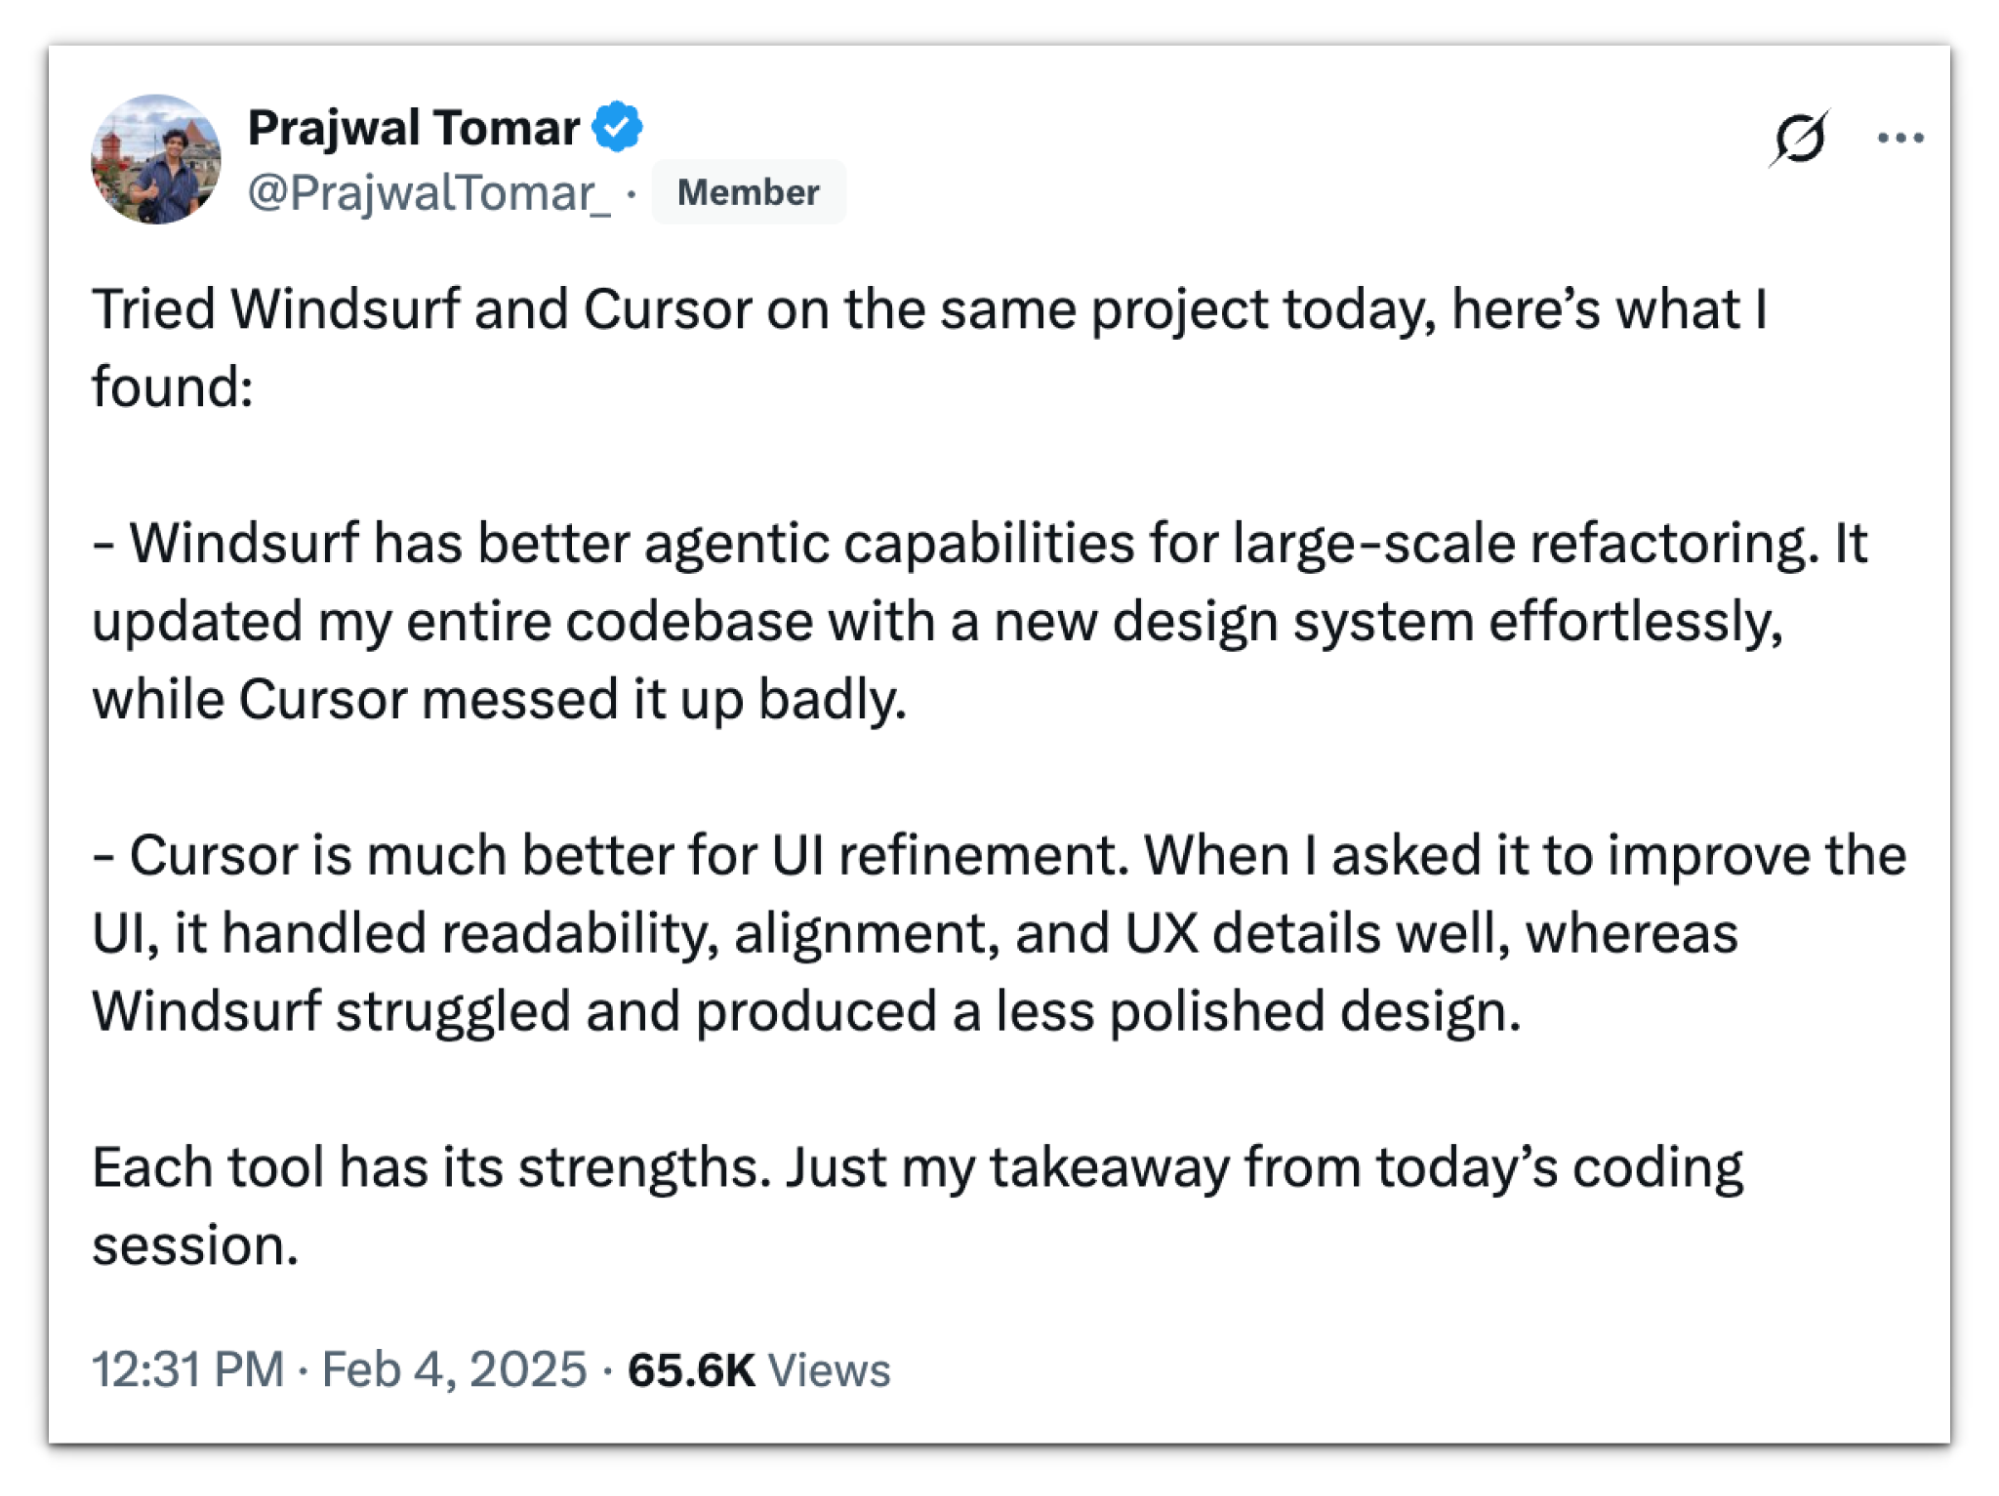 Prajwal Tomar
@PrajwalTomar_ · Member
Tried Windsurf and Cursor on the same project today, here’s what I
found:
- Windsurf has better agentic capabilities for large-scale refactoring. It
updated my entire codebase with a new design system effortlessly,
while Cursor messed it up badly.
- Cursor is much better for UI refinement. When I asked it to improve the
UI, it handled readability, alignment, and UX details well, whereas
Windsurf struggled and produced a less polished design.
Each tool has its strengths. Just my takeaway from today’s coding
session.
12:31 PM · Feb 4, 2025 · 65.6K Views